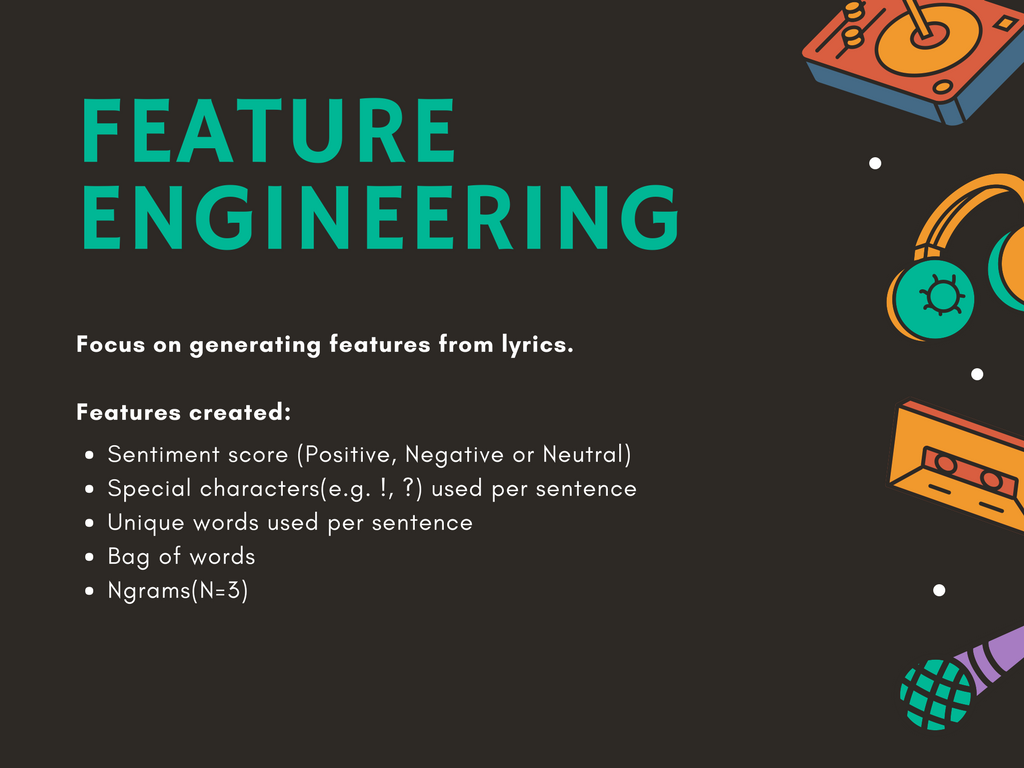 FEATURE
ENGINEERING
Focus on generating features from lyrics.
Features created:
• Sentiment score (Positive, Negative or Neutral)
• Special characters(e.g. !, ?) used per sentence
• Unique words used per sentence
• Bag of words
• Ngrams(N=3)